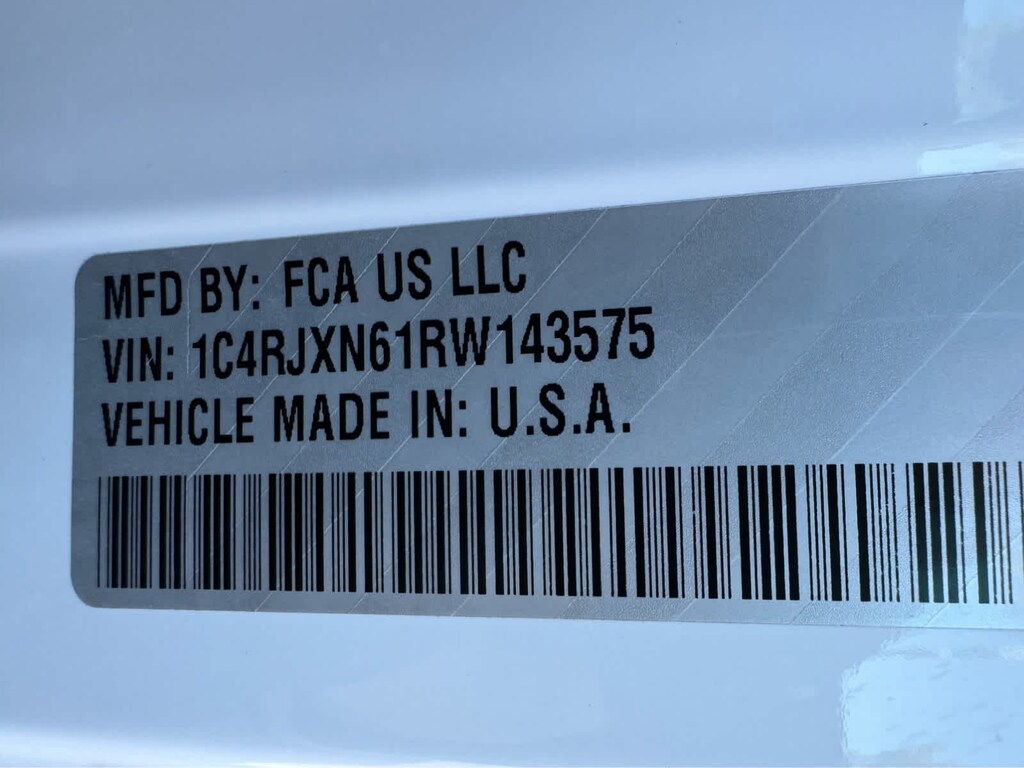 MFD BY: FCA US LLC
VIN: 1C4RJXN61RW143575
VEHICLE MADE IN: U.S.A.